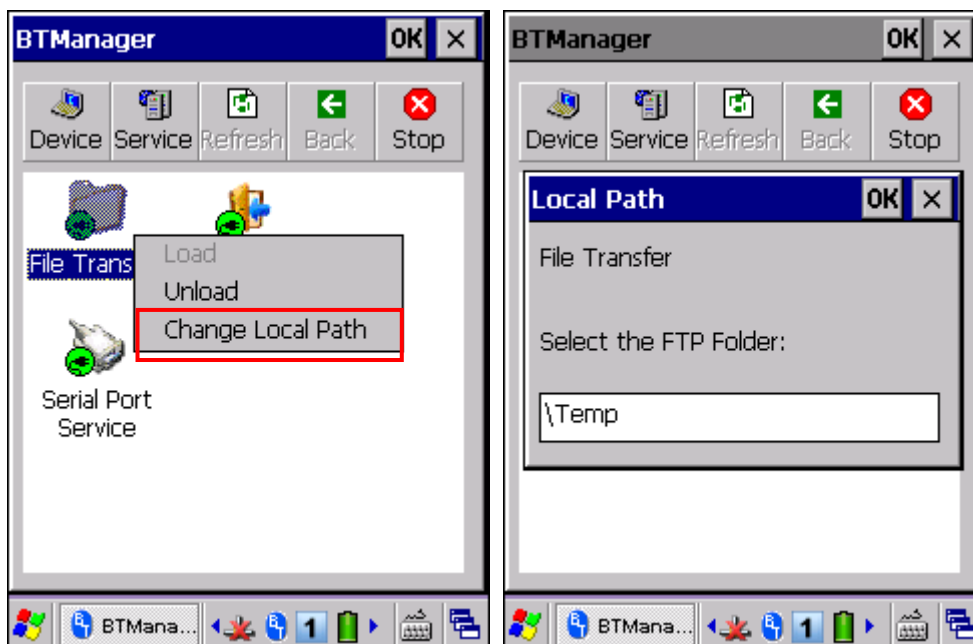 BTManager OK
Device Service Refresh Back Stop
File Trans
Load
Unload
Change Local Path
Serial Port
Service
BTMana... 1
BTManager OK
Device Service Refresh Back Stop
Local Path OK
File Transfer
Select the FTP Folder:
\Temp
BTMana... 1